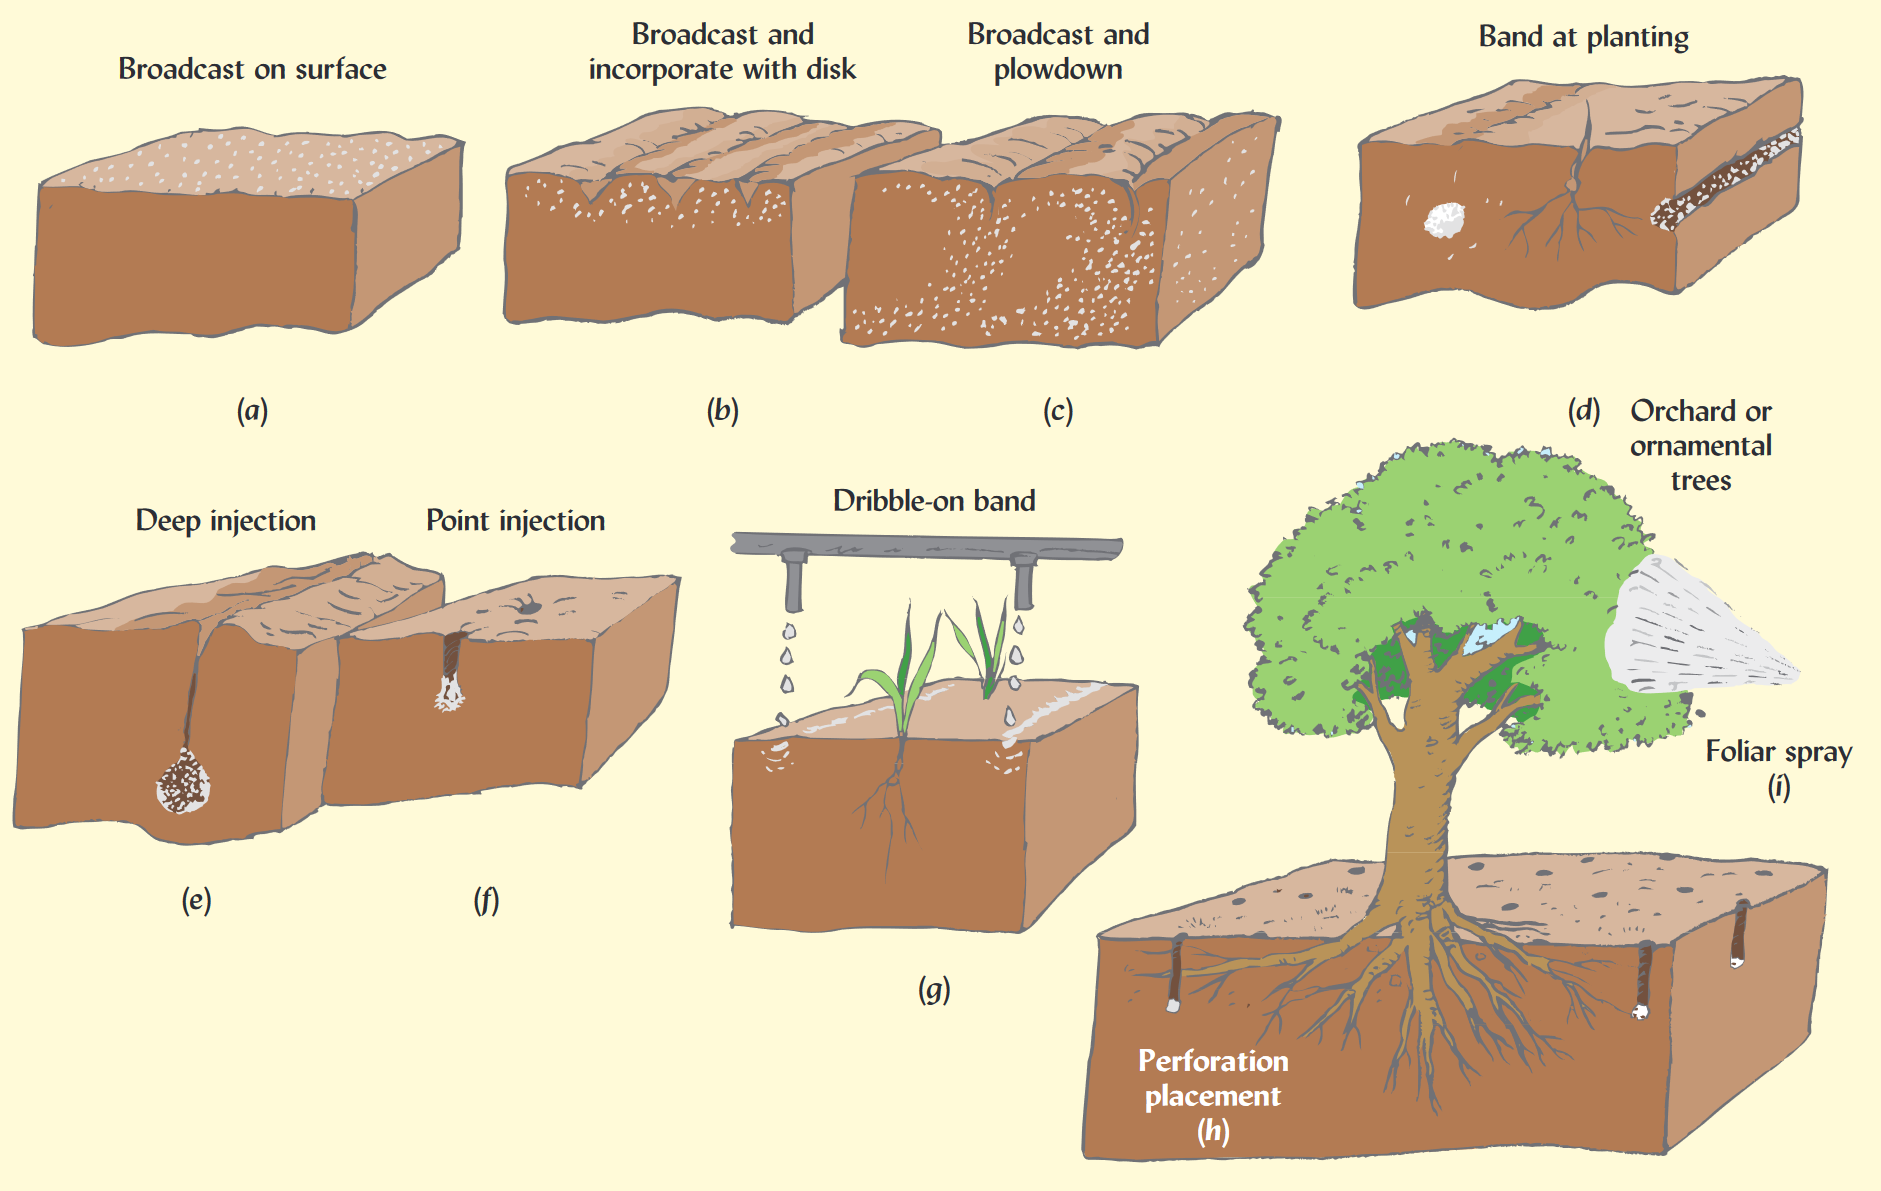 Broadcast on surface
Broadcast and
incorporate with disk
Broadcast and
plowdown
Band at planting
(a)
(b)
(c)
(d)
Orchard or
ornamental
trees
Deep injection
Point injection
Dribble-on band
Foliar spray
(i)
(e)
(f)
(g)
Perforation
placement
(h)